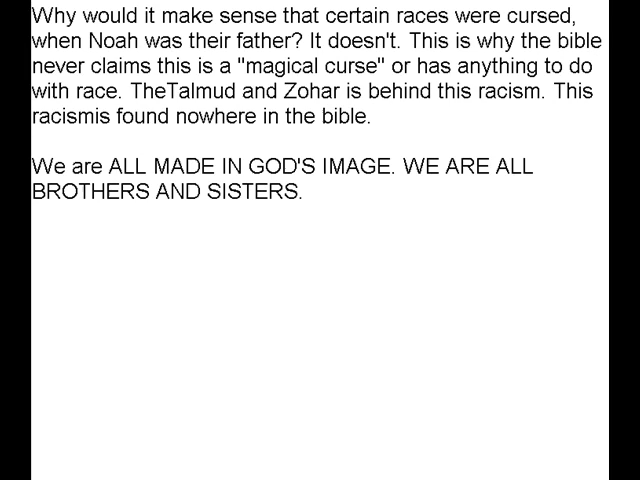 Why would it make sense that certain races were cursed,
when Noah was their father? It doesn't. This is why the bible
never claims this is a "magical curse" or has anything to do
with race. TheTalmud and Zohar is behind this racism. This
racismis found nowhere in the bible.
We are ALL MADE IN GOD'S IMAGE. WE ARE ALL
BROTHERS AND SISTERS.